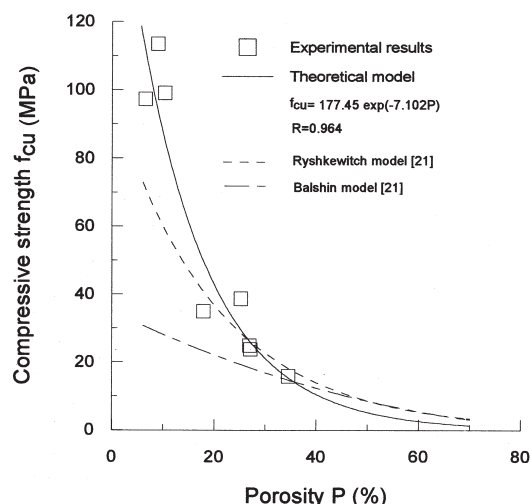 120
100
80
60
40
20
0
Compressive strength fcu (MPa)
Experimental results
Theoretical model
fcu= 177.45 exp(-7.102P)
R=0.964
Ryshkewitch model [21]
Balshin model [21]
0 20 40 60 80
Porosity P (%)